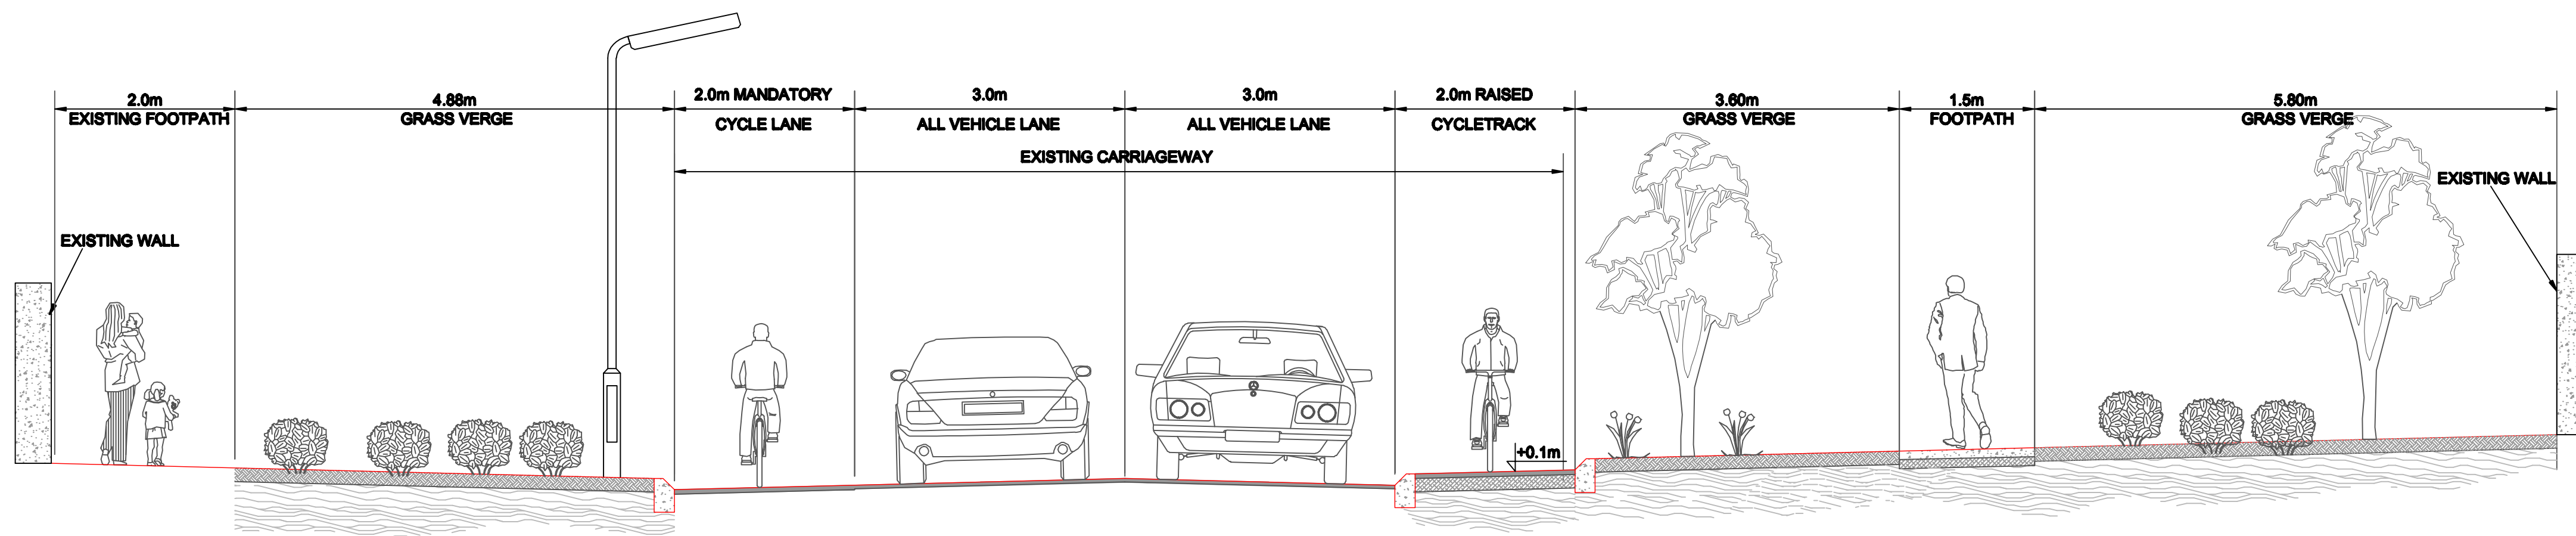 2.0m
EXISTING FOOTPATH
4.88m
GRASS VERGE
2.0m MANDATORY
CYCLE LANE
3.0m
ALL VEHICLE LANE
3.0m
ALL VEHICLE LANE
2.0m RAISED
CYCLETRACK
3.60m
GRASS VERGE
1.5m
FOOTPATH
5.80m
GRASS VERGE
EXISTING CARRIAGEWAY
EXISTING WALL
EXISTING WALL
+0.1m